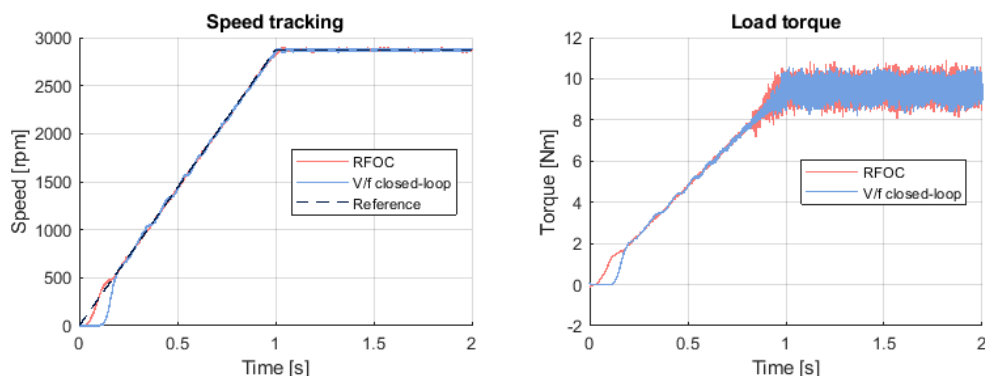 Speed tracking
3000
2500
2000
1500
1000
500
0
0
0.5
1
1.5
2
Speed [rpm]
Time [s]
RFOC
V/f closed-loop
Reference
Load torque
12
10
8
6
4
2
0
-2
0
0.5
1
1.5
2
Torque [Nm]
Time [s]
RFOC
V/f closed-loop